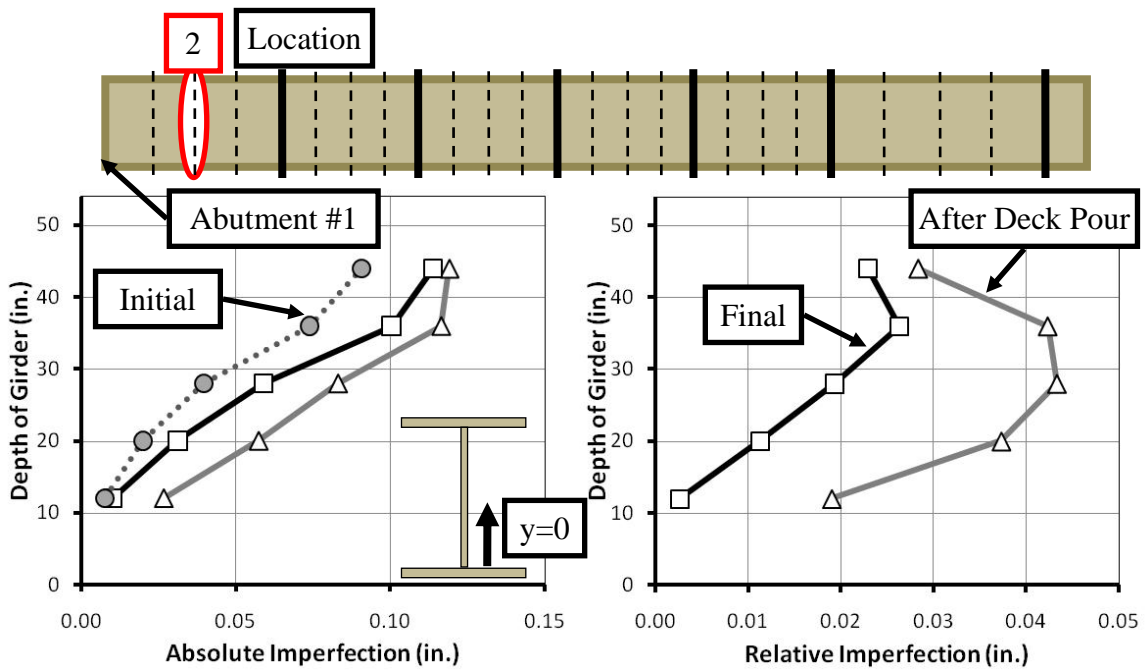 2
Location
Abutment #1
After Deck Pour
Initial
Final
y=0
Depth of Girder (in.)
50
40
30
20
10
0
0.00 0.05 0.10 0.15
Absolute Imperfection (in.)
Depth of Girder (in.)
50
40
30
20
10
0
0.00 0.01 0.02 0.03 0.04 0.05
Relative Imperfection (in.)